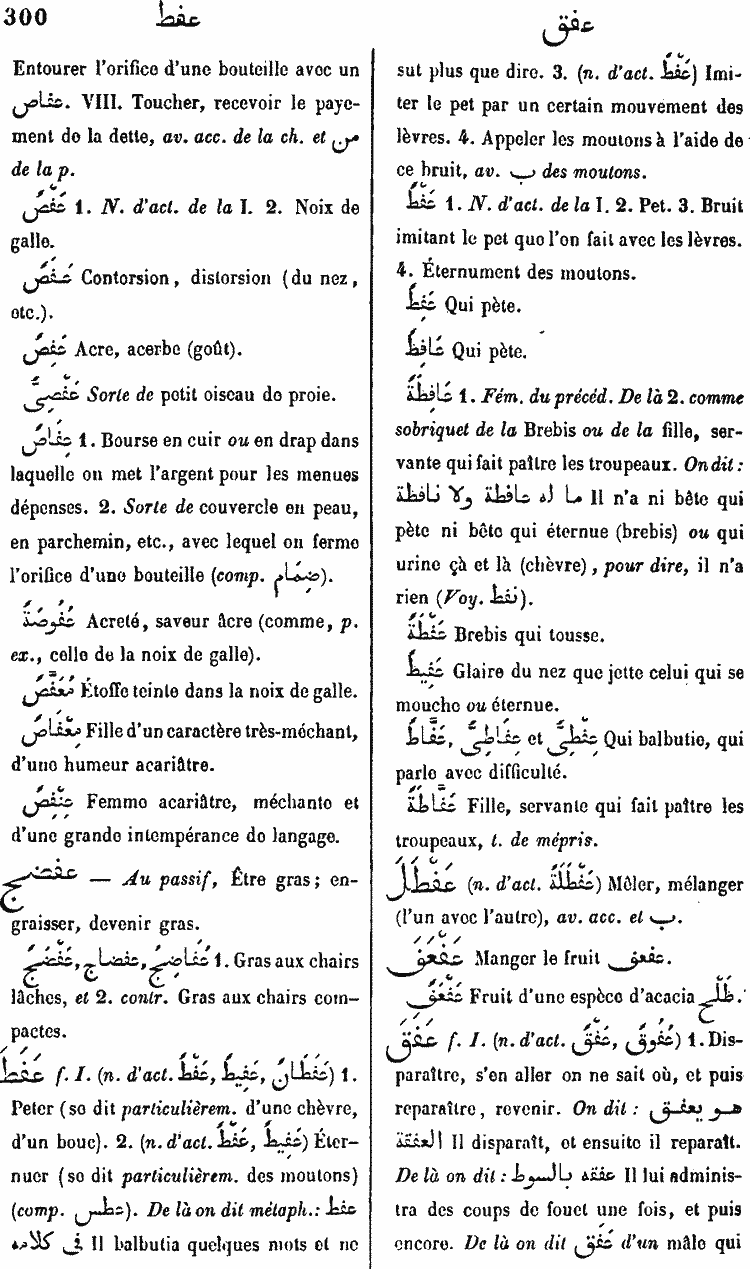 300 عفط عفق
Entourer l'orifice d'une bouteille avec un
عِفَاص. VIII. Toucher, recevoir le paye-
ment de la dette, av. acc. de la ch. et من
de la p.
عَفْصٌ 1. N. d'act. de la I. 2. Noix de
galle.
عَفَصٌ Contorsion, distorsion (du nez,
etc.).
عَفِصٌ Acre, acerbe (goût).
عَفْصِىٌّ Sorte de petit oiseau de proie.
عِفَاصٌ 1. Bourse en cuir ou en drap dans
laquelle on met l'argent pour les menues
dépenses. 2. Sorte de couvercle en peau,
en parchemin, etc., avec lequel on ferme
l'orifice d'une bouteille (comp. ضِمَام).
عُفُوصَةٌ Acreté, saveur âcre (comme, p.
ex., celle de la noix de galle).
مُعَفَّصٌ Étoffe teinte dans la noix de galle.
مِعْفَاصٌ Fille d'un caractère très-méchant,
d'une humeur acariâtre.
عِنْفِصٌ Femme acariâtre, méchante et
d'une grande intempérance de langage.
عفضج — Au passif, Être gras; en-
graisser, devenir gras.
عَفْضَجٌ, عِفْضَاجٌ, عُفَاضِجٌ 1. Gras aux chairs
lâches, et 2. contr. Gras aux chairs com-
pactes.
عَفَطَ f. I. (n. d'act. عَفْطٌ, عَفِيطٌ, عَفَطَانٌ) 1.
Peter (se dit particulièrem. d'une chèvre,
d'un bouc). 2. (n. d'act. عَفْطٌ, عَفِيطٌ) Éter-
nuer (se dit particulièrem. des moutons)
(comp. عطس). De là on dit métaph.: عفط
فى كلامه Il balbutia quelques mots et ne
sut plus que dire. 3. (n. d'act. عَفْطٌ) Imi-
ter le pet par un certain mouvement des
lèvres. 4. Appeler les moutons à l'aide de
ce bruit, av. ب des moutons.
عَفْطٌ 1. N. d'act. de la I. 2. Pet. 3. Bruit
imitant le pet que l'on fait avec les lèvres.
4. Éternument des moutons.
عَفِطٌ Qui pète.
عَافِطٌ Qui pète.
عَافِطَةٌ 1. Fém. du précéd. De là 2. comme
sobriquet de la Brebis ou de la fille, ser-
vante qui fait paître les troupeaux. On dit:
ما له عافطة ولا نافطة Il n'a ni bête qui
pète ni bête qui éternue (brebis) ou qui
urine çà et là (chèvre), pour dire, il n'a
rien (Voy. نفط).
عَفْطَةٌ Brebis qui tousse.
عَفِيطٌ Glaire du nez que jette celui qui se
mouche ou éternue.
عَفَّاطٌ, عَفَاطِىٌّ et عِفْطِىٌّ Qui balbutie, qui
parle avec difficulté.
عَفَّاطَةٌ Fille, servante qui fait paître les
troupeaux, t. de mépris.
عَفْطَلَ (n. d'act. عَفْطَلَةٌ) Mêler, mélanger
(l'un avec l'autre), av. acc. et ب.
عَفْعَقَ Manger le fruit عفعق.
عَفْعَقٌ Fruit d'une espèce d'acacia طَلْح.
عَفَقَ f. I. (n. d'act. عَفْقٌ, عُفُوقٌ) 1. Dis-
paraître, s'en aller on ne sait où, et puis
reparaître, revenir. On dit: هو يعفق
العفقة Il disparaît, et ensuite il reparaît.
De là on dit: عفقه بالسوط Il lui adminis-
tra des coups de fouet une fois, et puis
encore. De là on dit عَفَقَ d'un mâle qui